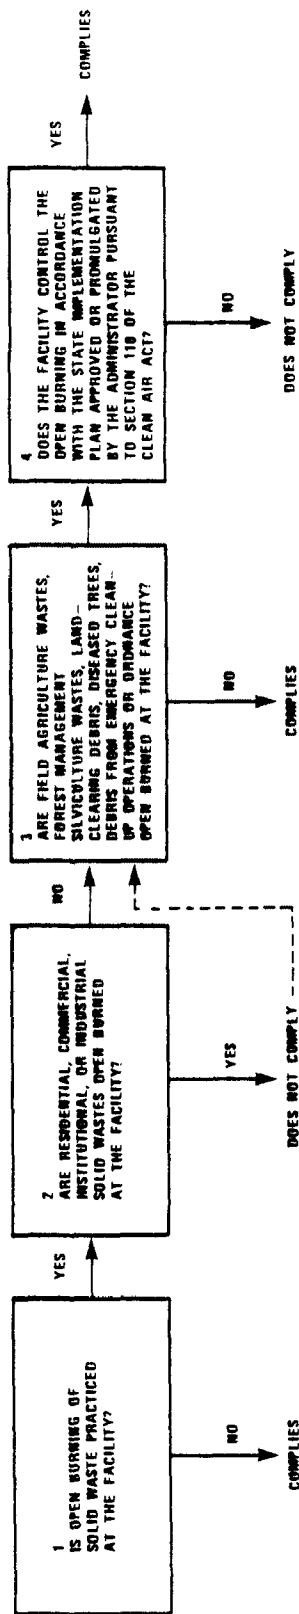 1
IS OPEN BURNING OF
SOLID WASTE PRACTICED
AT THE FACILITY?
NO
COMPLIES
YES
2
ARE RESIDENTIAL, COMMERCIAL,
INSTITUTIONAL, OR INDUSTRIAL
SOLID WASTES OPEN BURNED
AT THE FACILITY?
YES
DOES NOT COMPLY
NO
3
ARE FIELD AGRICULTURE WASTES,
FOREST MANAGEMENT
SILVICULTURE WASTES, LAND-
CLEARING DEBRIS, DISEASED TREES,
DEBRIS FROM EMERGENCY CLEAN-
UP OPERATIONS OR ORDNANCE
OPEN BURNED AT THE FACILITY?
NO
COMPLIES
YES
4
DOES THE FACILITY CONTROL THE
OPEN BURNING IN ACCORDANCE
WITH THE STATE IMPLEMENTATION
PLAN APPROVED OR PROMULGATED
BY THE ADMINISTRATOR PURSUANT
TO SECTION 110 OF THE
CLEAN AIR ACT?
NO
DOES NOT COMPLY
YES
COMPLIES